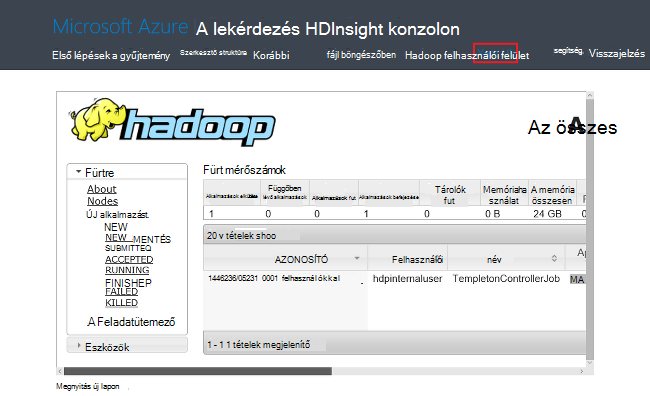 Microsoft Azure A lekérdezés HDInsight konzolon
Első lépések a gyűjtemény Szerkesztő struktúra Korábbi fájl böngészőben Hadoop felhasználói felület segítség. Visszajelzés
hadoop
Az összes A
Fürtre
About
Nodes
ÚJ alkalmazást.
NEW
NEW_MENTÉS
SUBMITTEQ
ACCEPTED
RUNNING
FINISHEP
FAILED
KILLED
A Feladatütemező
Eszközök
Fürt mérőszámok
Alkalmazások elküldése Függőben lévő alkalmazások Alkalmazások fut Alkalmazások befejezése Tárolók fut Memóriaha sználat A memória összesen
1 0 0 1 0 0 B 24 GB 0
20 v tételek shoo
AZONOSÍTÓ Felhasználói név Ap
1446236/05231 0001 felhasználókkal hdpinternaluser TempletonControllerJob MA
1 - 1 1 tételek megjelenítő
Megnyitás új lapon